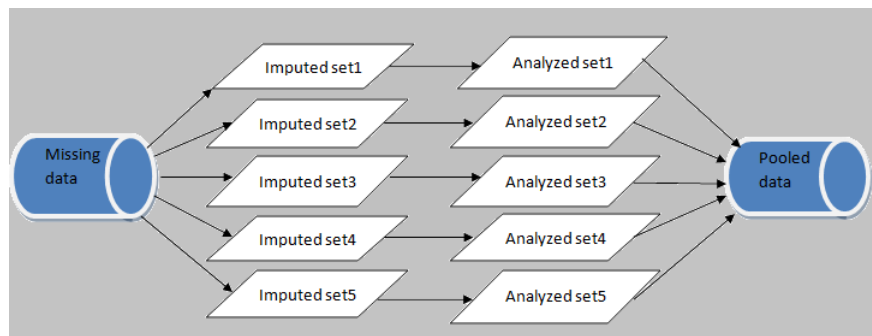 Imputed set1
Analyzed set1
Imputed set2
Analyzed set2
Missing
data
Imputed set3
Analyzed set3
Pooled
data
Imputed set4
Analyzed set4
Imputed set5
Analyzed set5